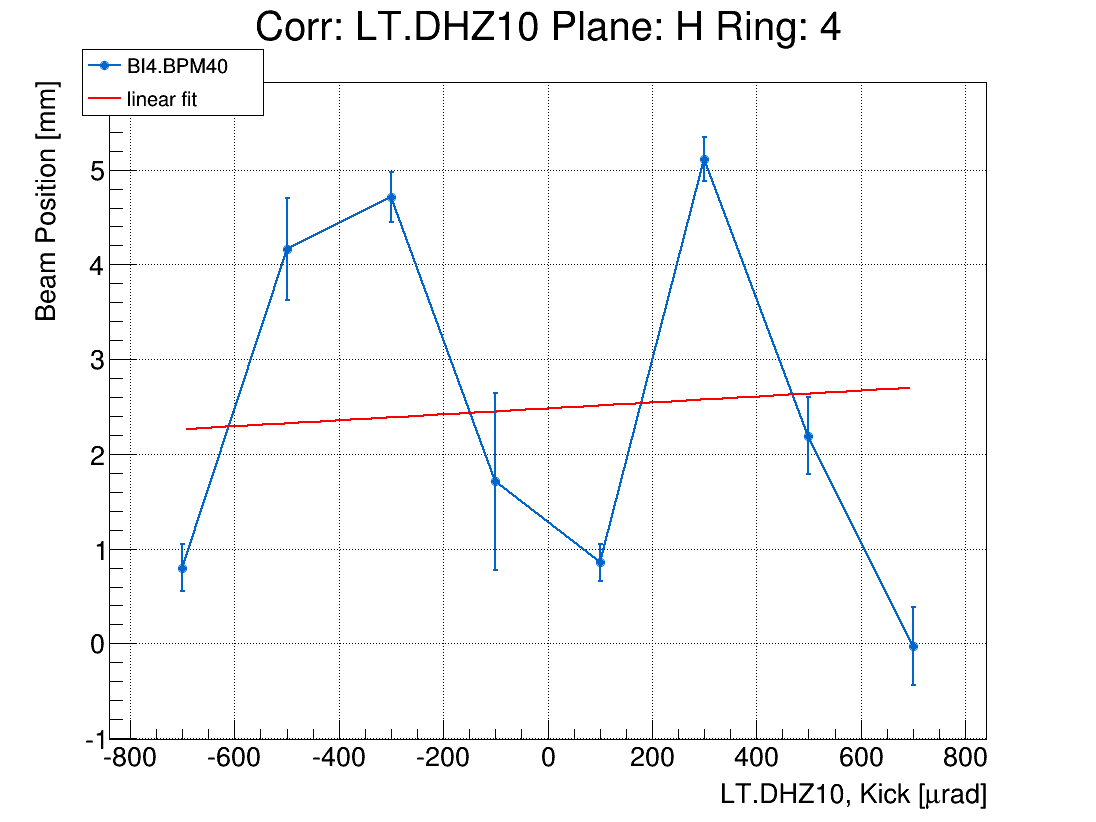 Corr: LT.DHZ10 Plane: H Ring: 4
BI4.BPM40
linear fit
Beam Position [mm]
5
4
3
2
1
0
-1
-800 -600 -400 -200 0 200 400 600 800
LT.DHZ10, Kick [μrad]